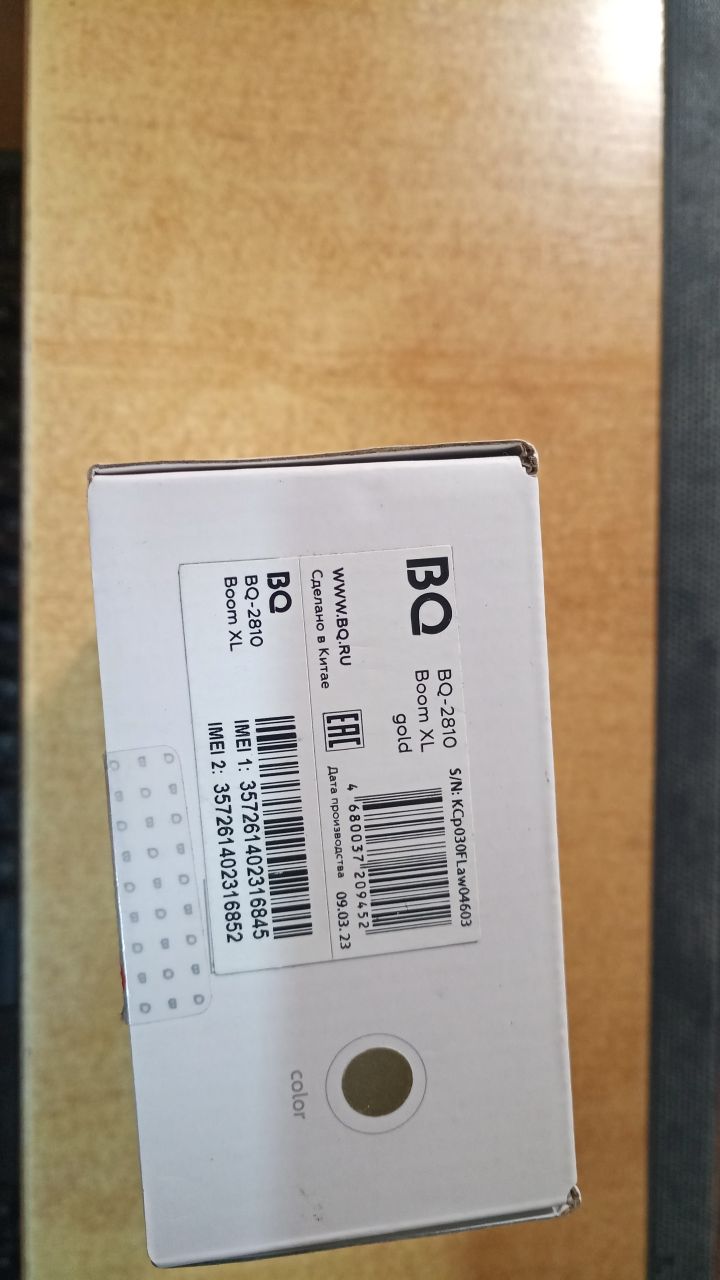 BQ
BQ-2810
Boom XL
gold
S/N: KCp030FLaw04603
4 680037 209452
WWW.BQ.RU
Сделано в Китае
EAC
Дата производства 09.03.23
BQ
BQ-2810
Boom XL
IMEI 1: 357261402316845
IMEI 2: 357261402316852
color